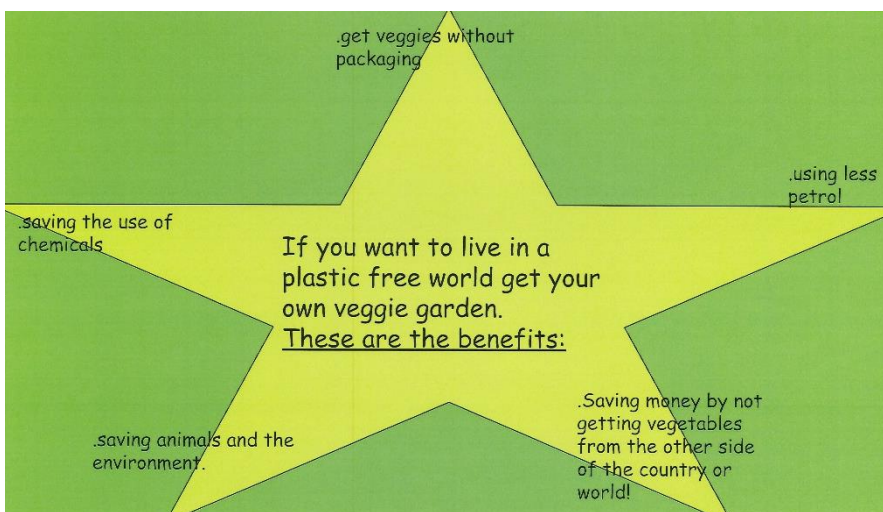 .get veggies without
packaging
.using less
petrol
.saving the use of
chemicals
If you want to live in a
plastic free world get your
own veggie garden.
These are the benefits:
.saving animals and the
environment.
.Saving money by not
getting vegetables
from the other side
of the country or
world!